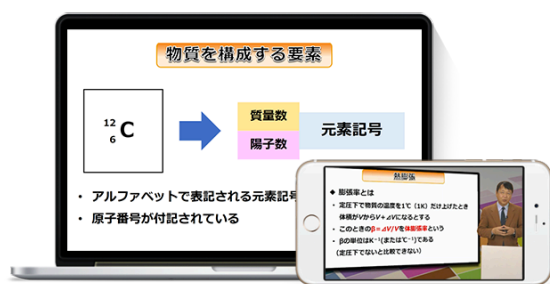 物質を構成する要素
12
6
C
質量数
陽子数
元素記号
・ アルファベットで表記される元素記号
・ 原子番号が付記されている
熱膨張
◆ 膨張率とは
・ 定圧下で物質の温度を1℃（1K）だけ上げたとき
体積がVからV+⊿Vになるとする
・ このときのβ=⊿V/Vを体膨張率という
・ βの単位はK⁻¹(または℃⁻¹)である
（定圧下でないと比較できない）